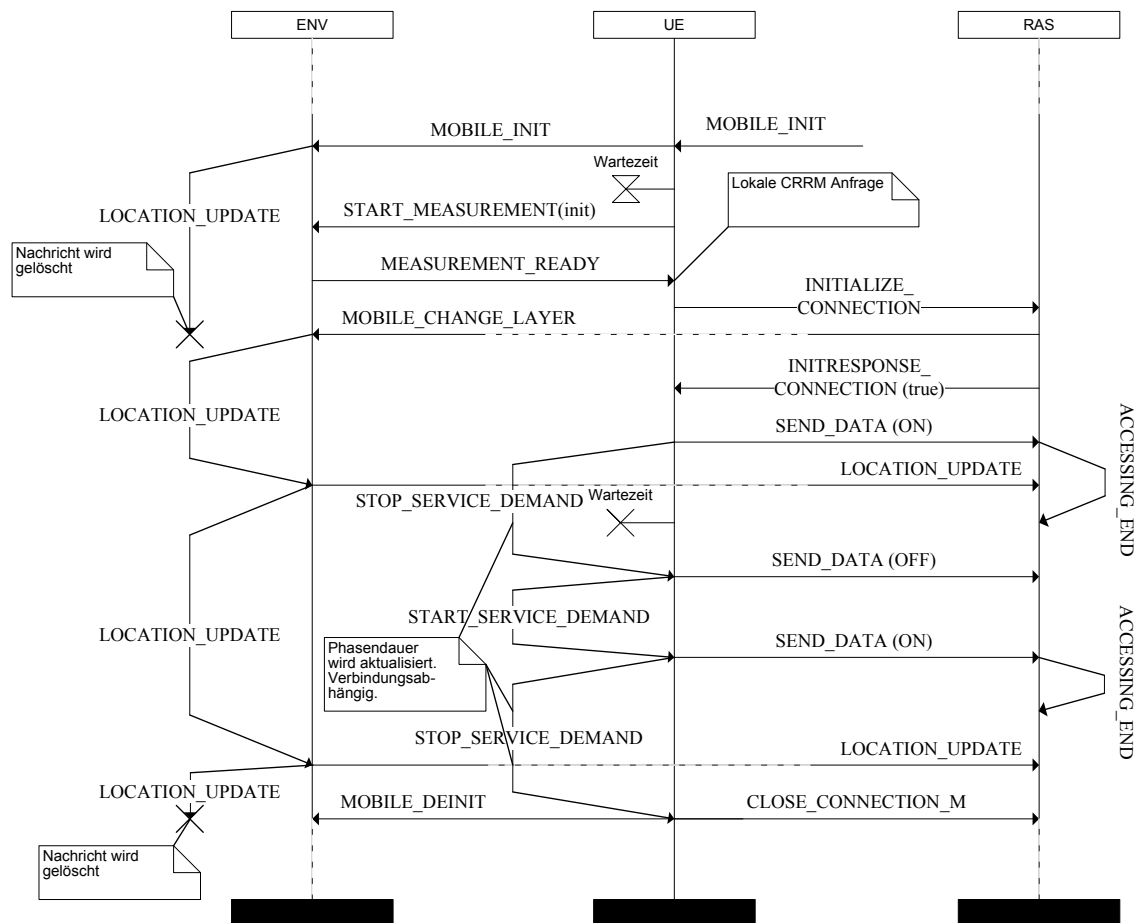 ENV
UE
RAS
MOBILE_INIT
MOBILE_INIT
Wartezeit
Lokale CRRM Anfrage
LOCATION_UPDATE
START_MEASUREMENT(init)
Nachricht wird
gelöscht
MEASUREMENT_READY
INITIALIZE_
CONNECTION
MOBILE_CHANGE_LAYER
INITRESPONSE_
CONNECTION (true)
LOCATION_UPDATE
SEND_DATA (ON)
ACCESSING_END
LOCATION_UPDATE
STOP_SERVICE_DEMAND
Wartezeit
SEND_DATA (OFF)
START_SERVICE_DEMAND
LOCATION_UPDATE
Phasendauer
wird aktualisiert.
Verbindungsab-
hängig.
SEND_DATA (ON)
ACCESSING_END
STOP_SERVICE_DEMAND
LOCATION_UPDATE
LOCATION_UPDATE
MOBILE_DEINIT
CLOSE_CONNECTION_M
Nachricht wird
gelöscht